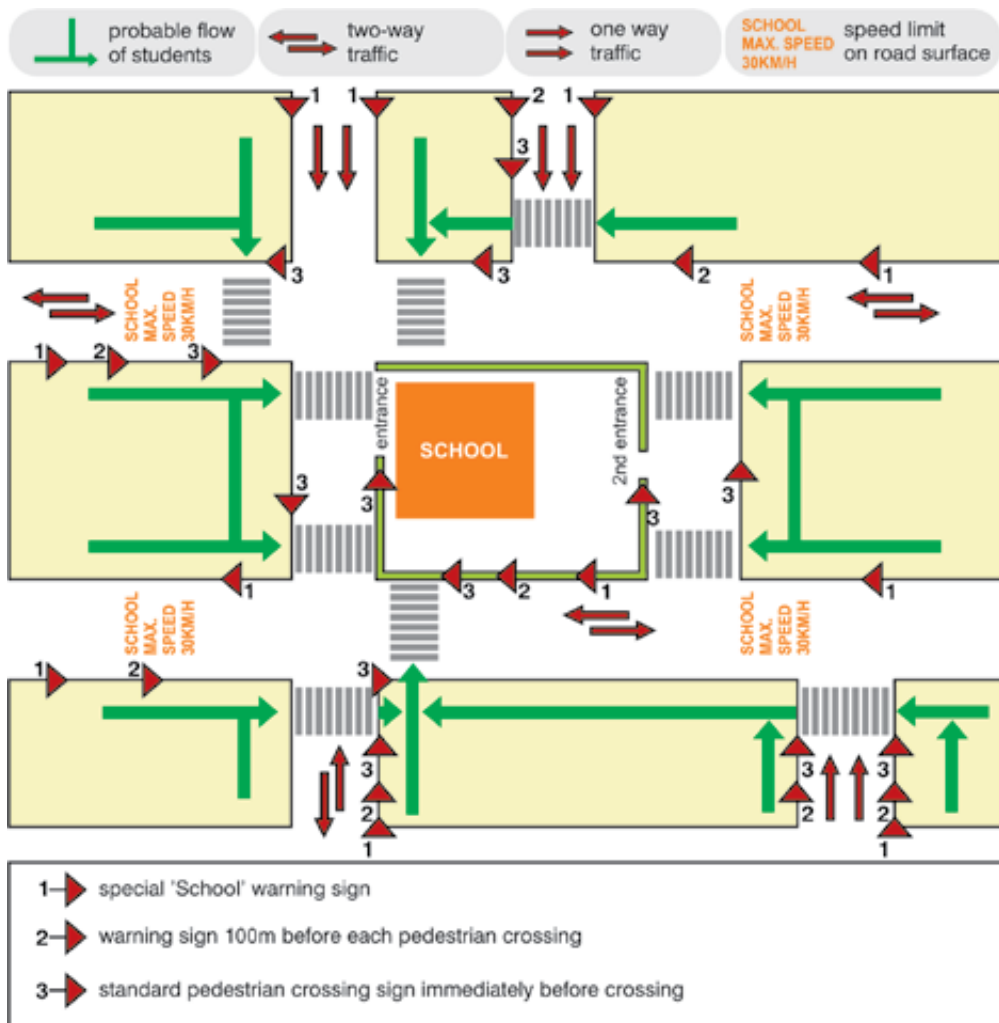 probable flow
of students
two-way
traffic
one way
traffic
SCHOOL
MAX. SPEED
30KM/H
speed limit
on road surface
1
1
2
1
3
3
3
2
1
SCHOOL
MAX.
SPEED
30KM/H
SCHOOL
MAX.
SPEED
30KM/H
1
2
3
entrance
SCHOOL
2nd entrance
3
3
3
3
1
3
2
1
1
SCHOOL
MAX.
SPEED
30KM/H
SCHOOL
MAX.
SPEED
30KM/H
1
2
3
3
3
3
2
2
2
1
1
1 special 'School' warning sign
2 warning sign 100m before each pedestrian crossing
3 standard pedestrian crossing sign immediately before crossing